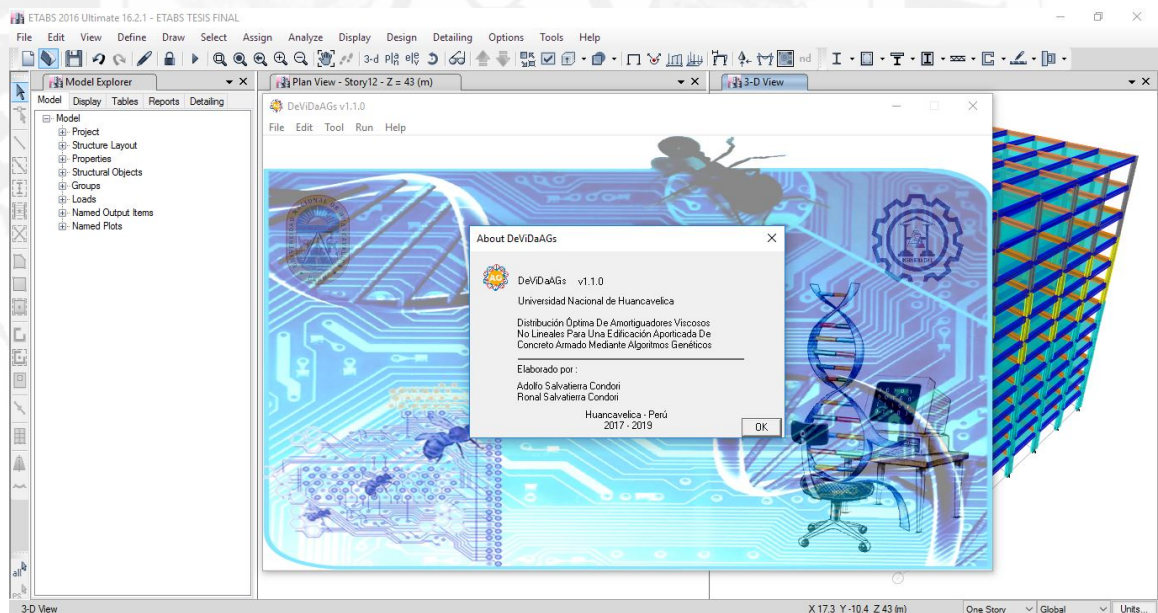 ETABS 2016 Ultimate 16.2.1 - ETABS TESIS FINAL
File Edit View Define Draw Select Assign Analyze Display Design Detailing Options Tools Help
3-d
nd
Model Explorer
Plan View - Story12 - Z = 43 (m)
3-D View
Model Display Tables Reports Detailing
Model
Project
Structure Layout
Properties
Structural Objects
Groups
Loads
Named Output Items
Named Plots
DeViDaAGs v1.1.0
File Edit Tool Run Help
About DeViDaAGs
AG
DeViDaAGs v1.1.0
Universidad Nacional de Huancavelica
Distribución Óptima De Amortiguadores Viscosos
No Lineales Para Una Edificación Aporticada De
Concreto Armado Mediante Algoritmos Genéticos
Elaborado por :
Adolfo Salvatierra Condori
Ronal Salvatierra Condori
Huancavelica - Perú
2017 - 2019
OK
all
PS
3-D View
X 17.3 Y -10.4 Z 43 (m)
One Story
Global
Units...